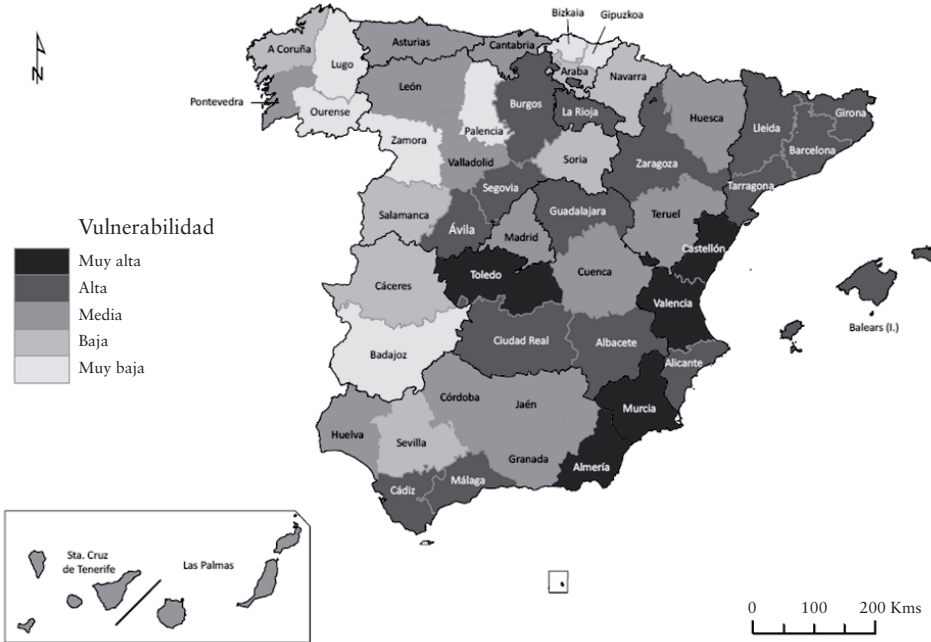 Bizkaia
Gipuzkoa
A Coruña
Lugo
Asturias
Cantabria
Araba
Navarra
Pontevedra
Ourense
León
Palencia
Burgos
La Rioja
Huesca
Lleida
Girona
Barcelona
Zamora
Valladolid
Soria
Zaragoza
Tarragona
Segovia
Salamanca
Ávila
Guadalajara
Teruel
Madrid
Castellón
Vulnerabilidad
Muy alta
Alta
Media
Baja
Muy baja
Cáceres
Toledo
Cuenca
Valencia
Balears (I.)
Badajoz
Ciudad Real
Albacete
Alicante
Córdoba
Jaén
Murcia
Huelva
Sevilla
Granada
Almería
Cádiz
Málaga
Sta. Cruz
de Tenerife
Las Palmas
N
0 100 200 Kms